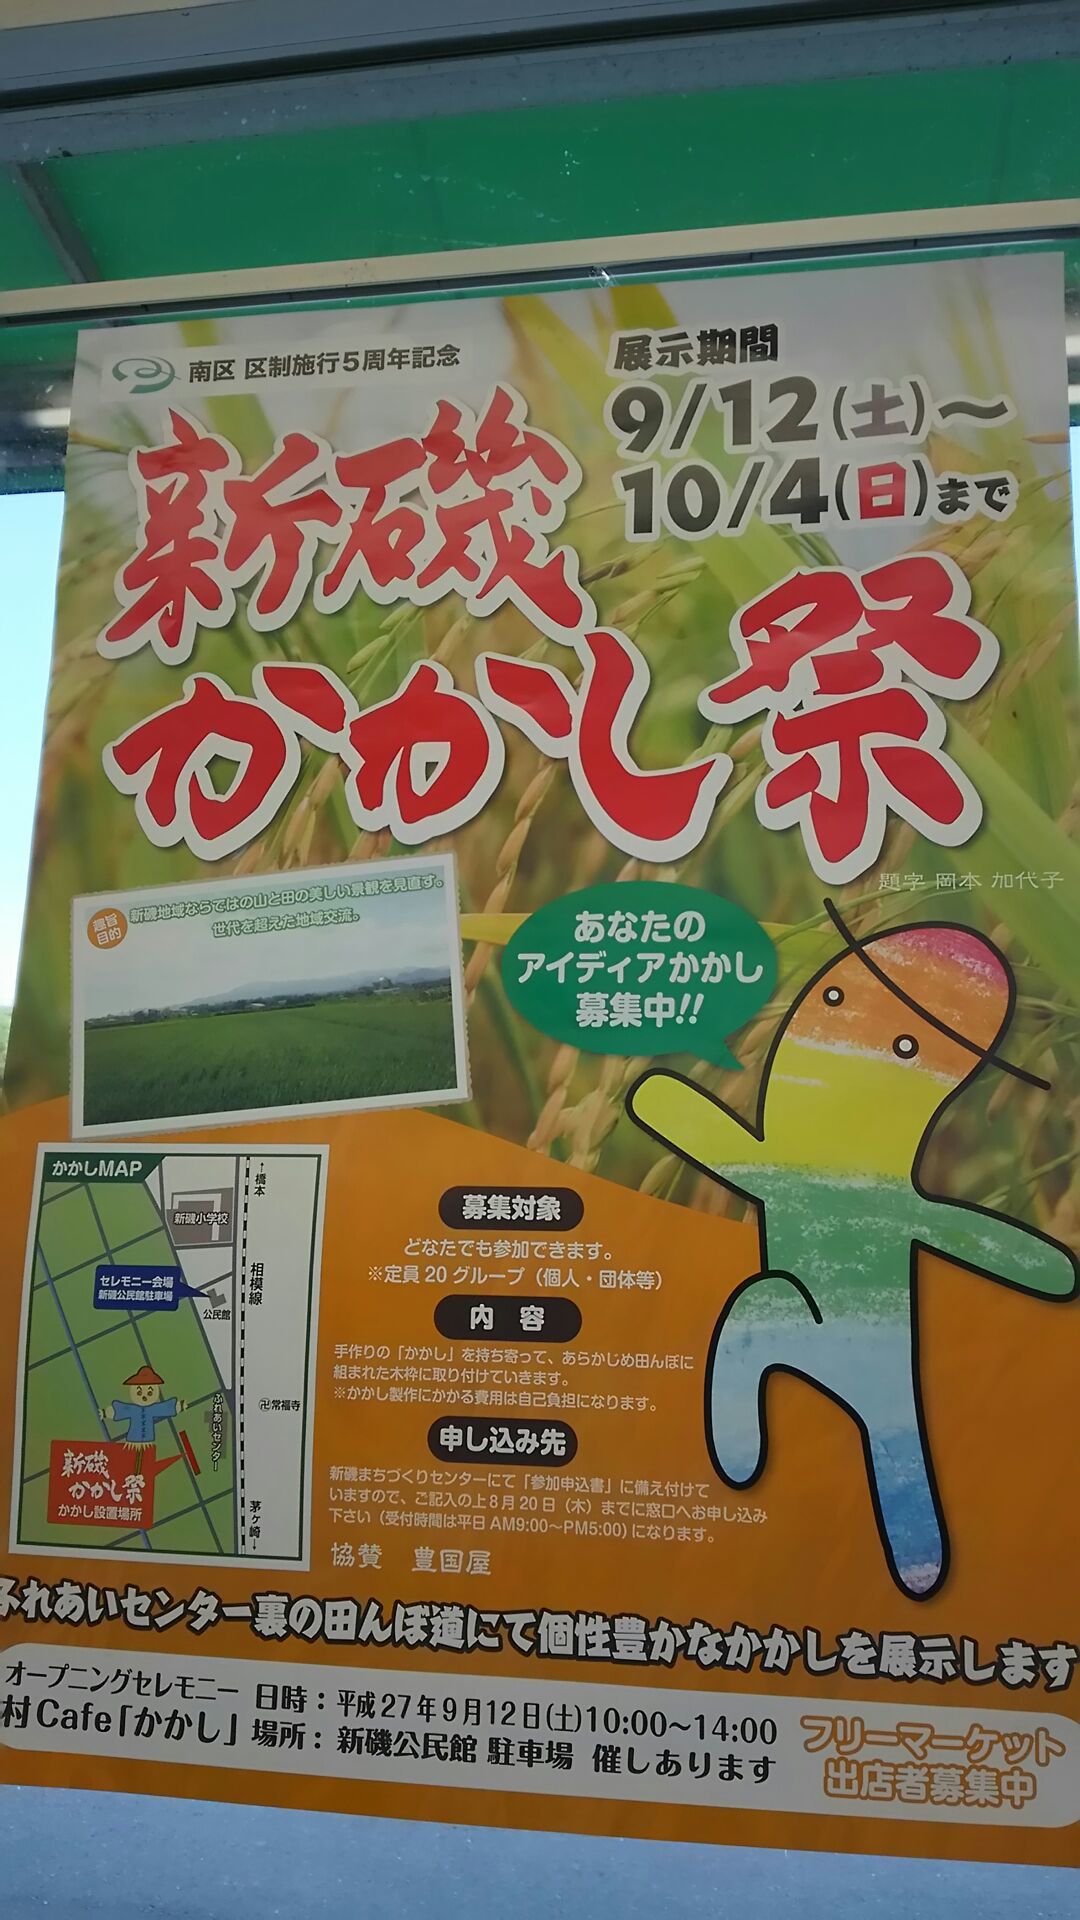 南区 区制施行5周年記念
展示期間
9/12(土)～
10/4(日)まで
新磯
かかし祭
題字 岡本 加代子
趣旨
目的
新磯地域ならではの山と田の美しい景観を見直す。
世代を超えた地域交流。
あなたの
アイディアかかし
募集中!!
かかしMAP
↑橋本
新磯小学校
相模線
セレモニー会場
新磯公民館駐車場
公民館
卍常福寺
ふれあいセンター
新磯
かかし祭
かかし設置場所
茅ヶ崎↓
募集対象
どなたでも参加できます。
※定員20グループ（個人・団体等）
内 容
手作りの「かかし」を持ち寄って、あらかじめ田んぼに
組まれた木枠に取り付けていきます。
※かかし製作にかかる費用は自己負担になります。
申し込み先
新磯まちづくりセンターにて「参加申込書」に備え付けて
いますので、ご記入の上8月20日（木）までに窓口へお申し込み
下さい（受付時間は平日AM9:00～PM5:00）になります。
協賛 豊国屋
ふれあいセンター裏の田んぼ道にて個性豊かなかかしを展示します
オープニングセレモニー 日時：平成27年9月12日(土)10:00～14:00
村Cafe「かかし」 場所：新磯公民館 駐車場 催しあります
フリーマーケット
出店者募集中